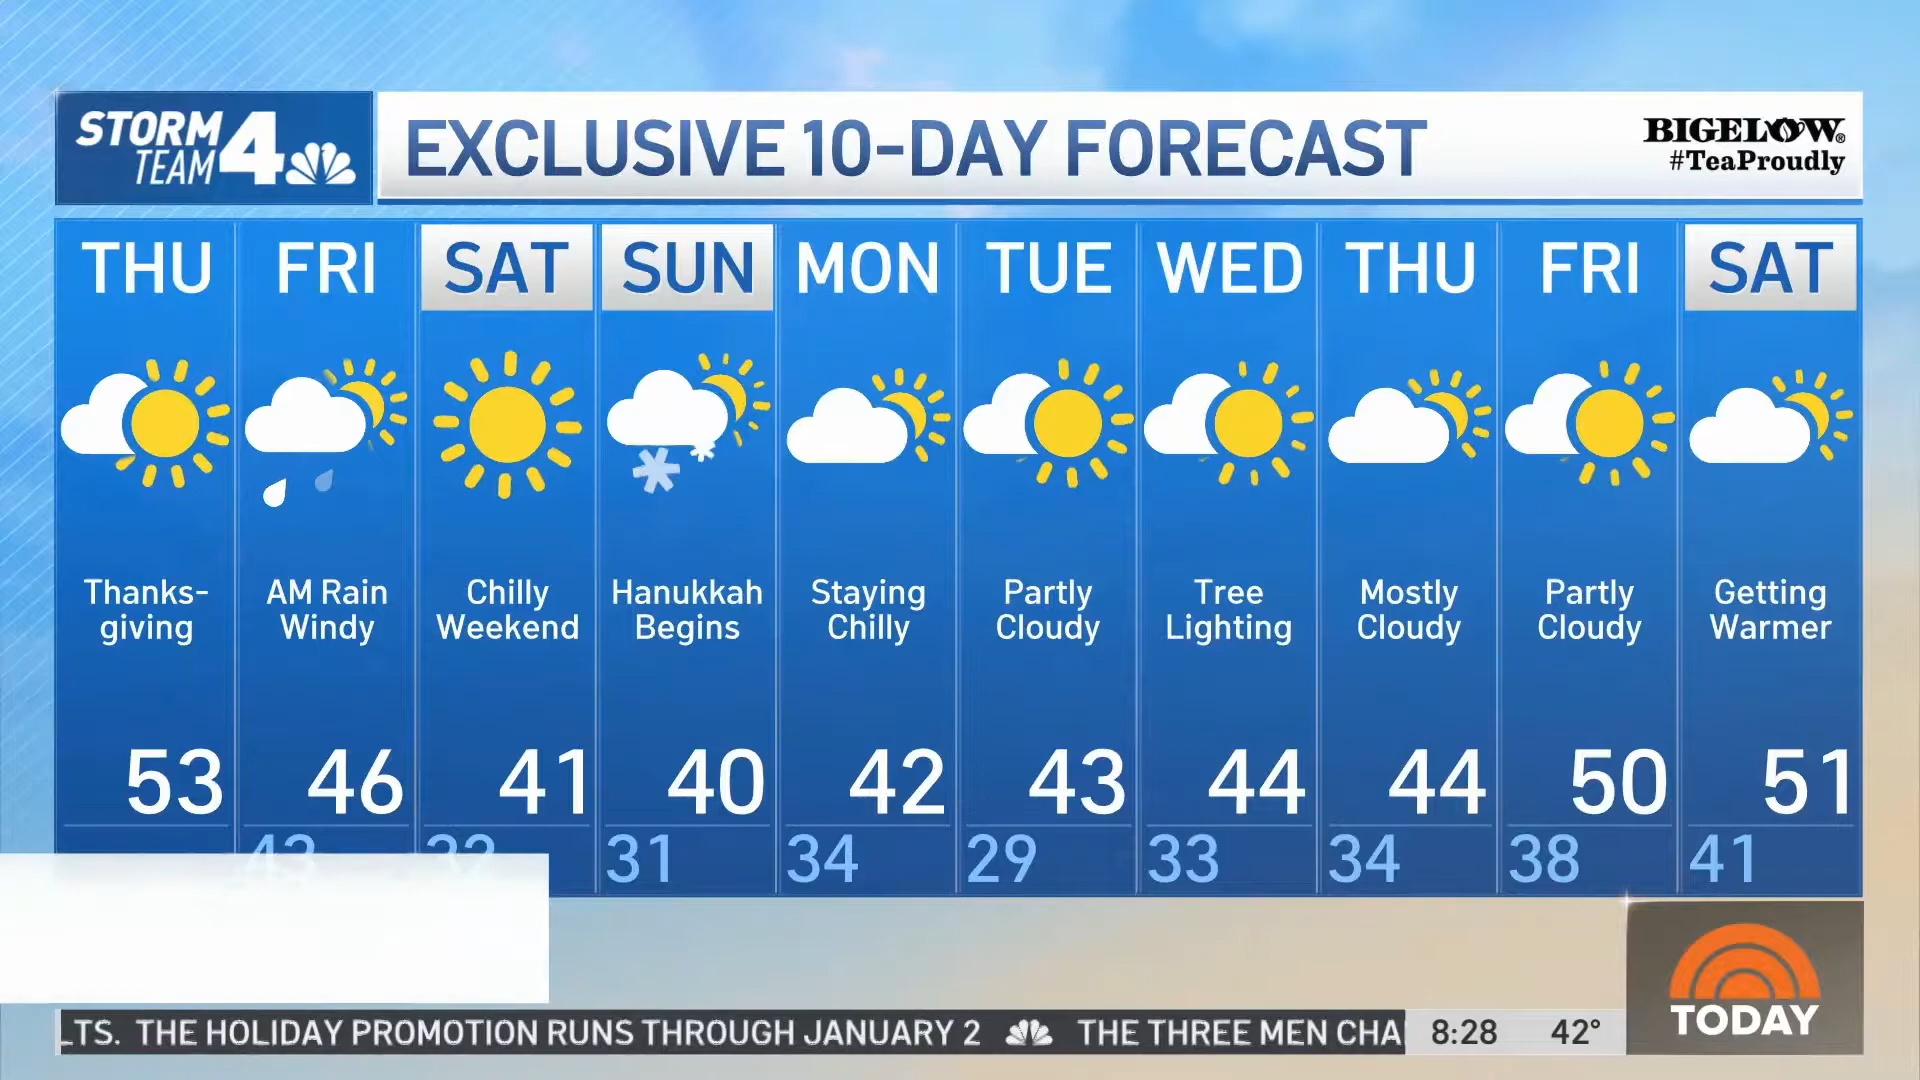 STORM TEAM 4
EXCLUSIVE 10-DAY FORECAST
BIGELOW®
#TeaProudly
THU FRI SAT SUN MON TUE WED THU FRI SAT
Thanks-
giving
AM Rain
Windy
Chilly
Weekend
Hanukkah
Begins
Staying
Chilly
Partly
Cloudy
Tree
Lighting
Mostly
Cloudy
Partly
Cloudy
Getting
Warmer
53 46 41 40 42 43 44 44 50 51
43 32 31 34 29 33 34 38 41
LTS. THE HOLIDAY PROMOTION RUNS THROUGH JANUARY 2 THE THREE MEN CHA
8:28 42°
TODAY